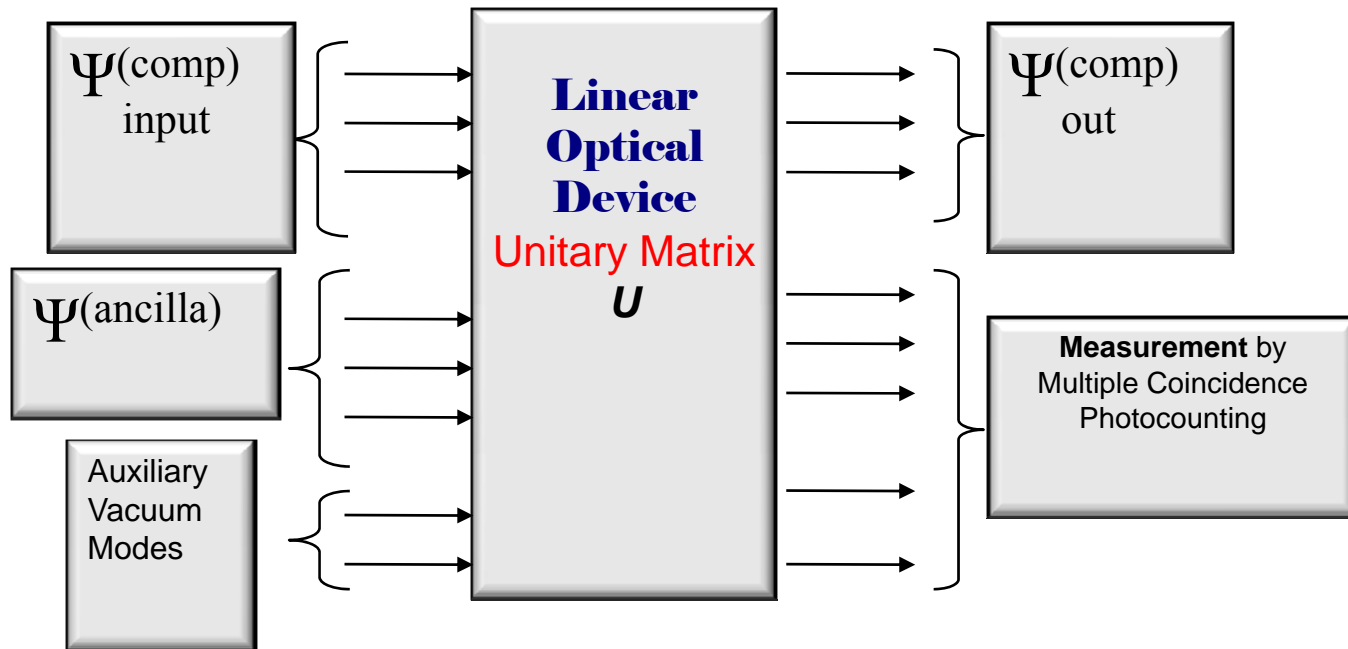 Ψ(comp)
input
Ψ(ancilla)
Auxiliary
Vacuum
Modes
Linear
Optical
Device
Unitary Matrix
U
Ψ(comp)
out
Measurement by
Multiple Coincidence
Photocounting